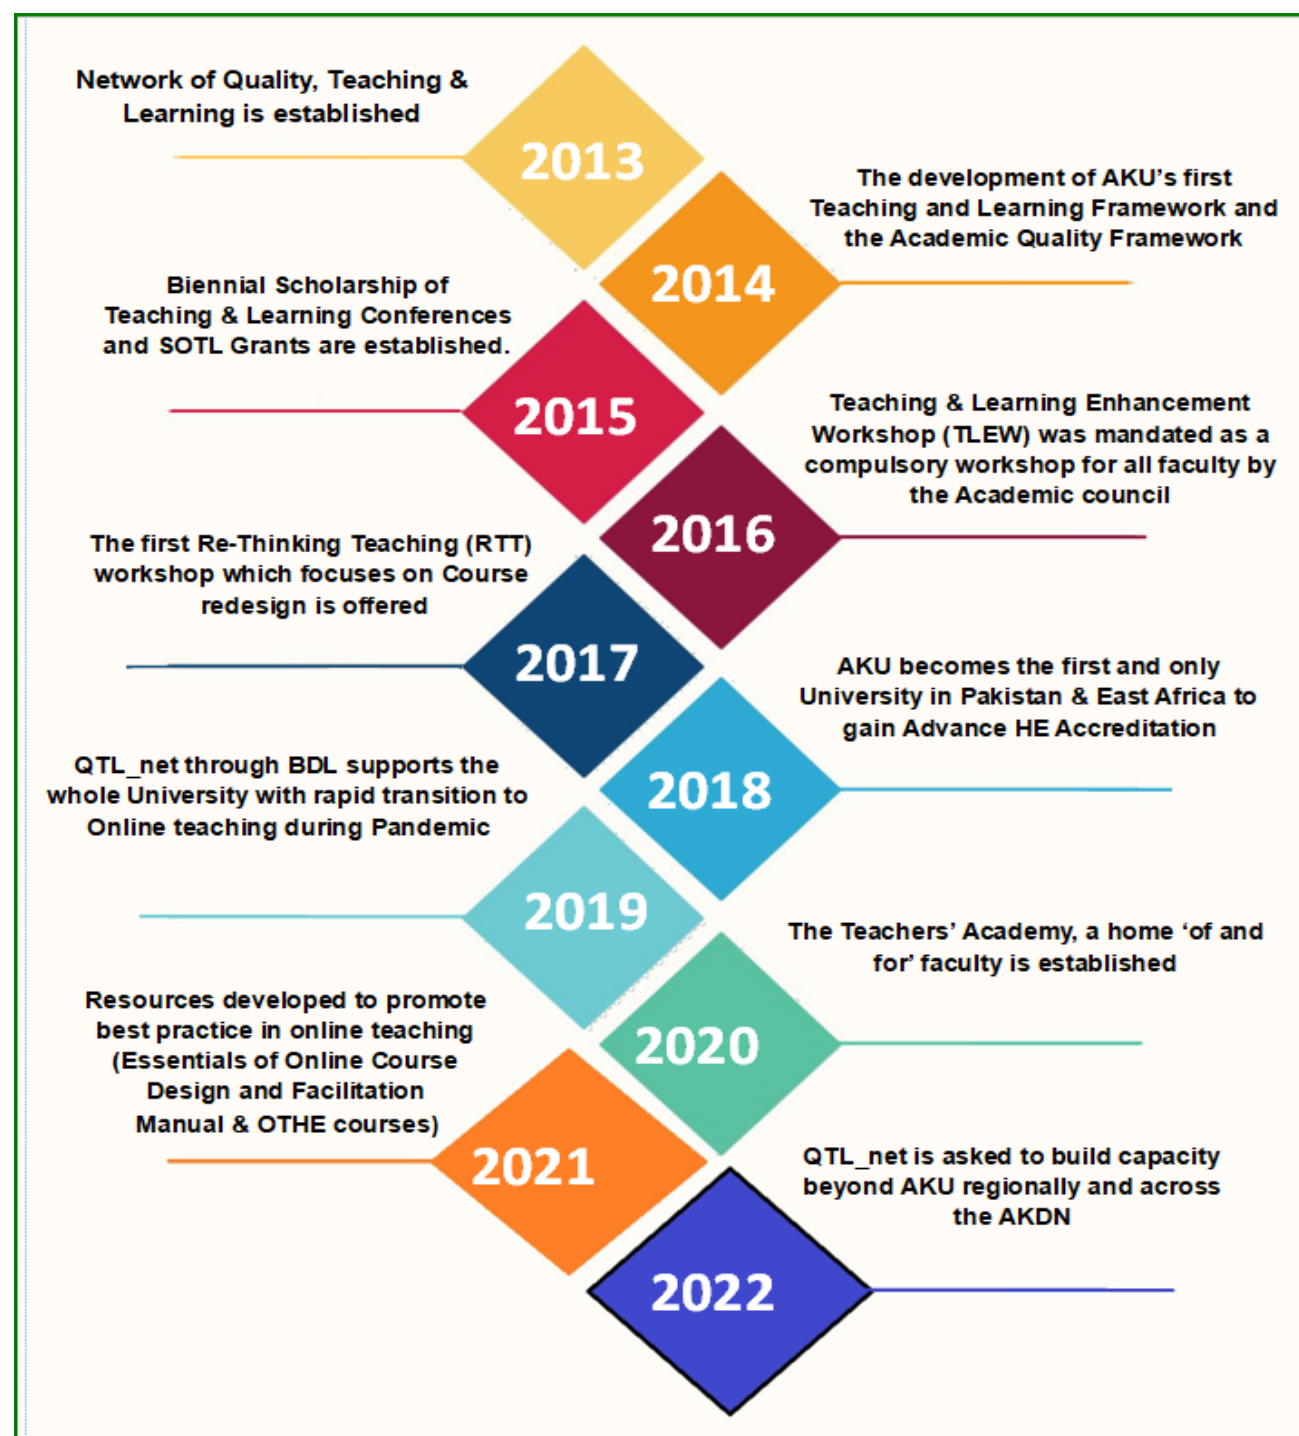 Network of Quality, Teaching &
Learning is established
2013
The development of AKU's first
Teaching and Learning Framework and
the Academic Quality Framework
2014
Biennial Scholarship of
Teaching & Learning Conferences
and SOTL Grants are established.
2015
Teaching & Learning Enhancement
Workshop (TLEW) was mandated as a
compulsory workshop for all faculty by
the Academic council
2016
The first Re-Thinking Teaching (RTT)
workshop which focuses on Course
redesign is offered
2017
AKU becomes the first and only
University in Pakistan & East Africa to
gain Advance HE Accreditation
2018
QTL_net through BDL supports the
whole University with rapid transition to
Online teaching during Pandemic
2019
The Teachers' Academy, a home ‘of and
for’ faculty is established
2020
Resources developed to promote
best practice in online teaching
(Essentials of Online Course
Design and Facilitation
Manual & OTHE courses)
2021
QTL_net is asked to build capacity
beyond AKU regionally and across
the AKDN
2022